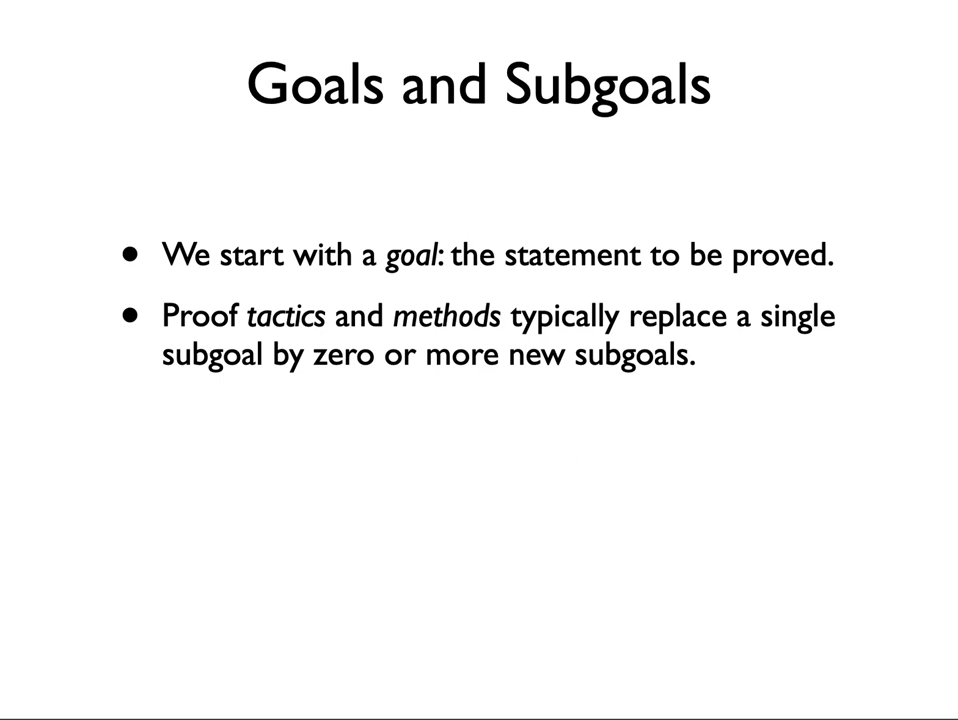 Goals and Subgoals
• We start with a goal: the statement to be proved.
• Proof tactics and methods typically replace a single
subgoal by zero or more new subgoals.